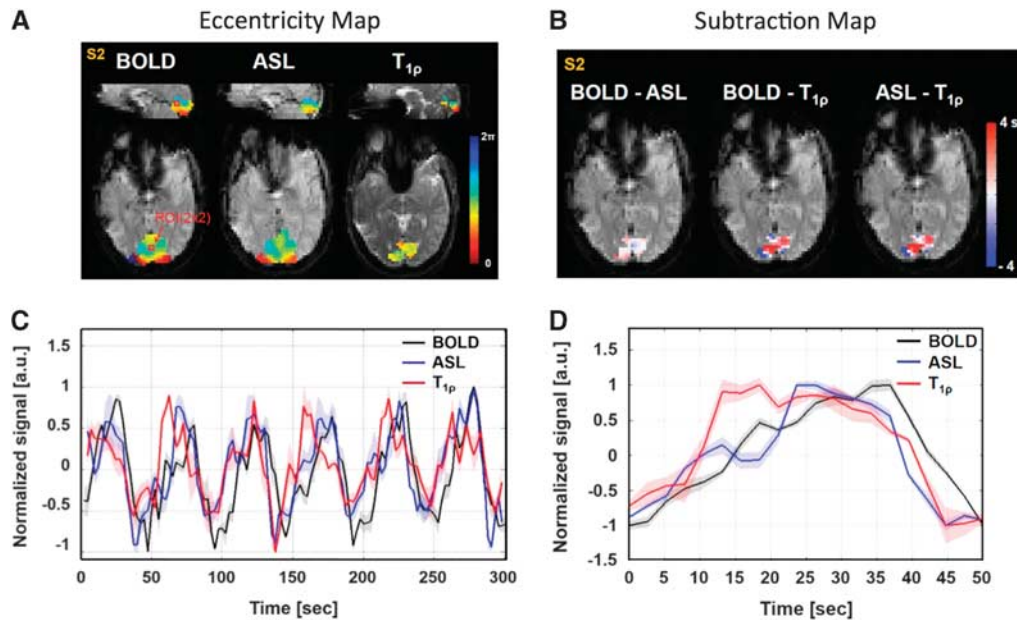 A Eccentricity Map
S2
BOLD ASL T1ρ
2π
ROI.2(x2)
0
B Subtraction Map
S2
BOLD - ASL BOLD - T1ρ ASL - T1ρ
4 s
- 4
C
Normalized signal [a.u.]
1.5
1
0.5
0
-0.5
-1
BOLD
ASL
T1ρ
0 50 100 150 200 250 300
Time [sec]
D
Normalized signal [a.u.]
1.5
1
0.5
0
-0.5
-1
-1.5
BOLD
ASL
T1ρ
0 5 10 15 20 25 30 35 40 45 50
Time [sec]